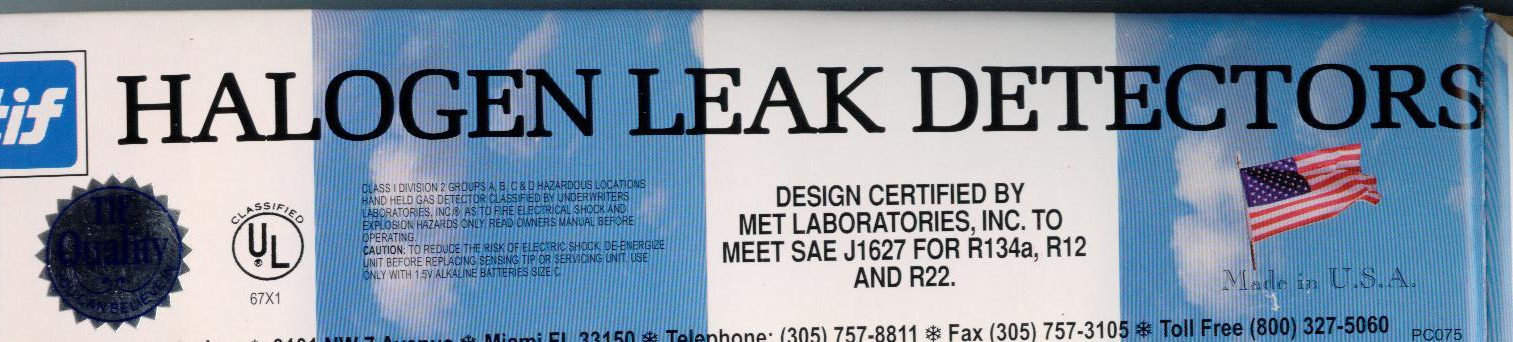 tif
HALOGEN LEAK DETECTORS
Quality
CLASSIFIED
UL
67X1
CLASS I DIVISION 2 GROUPS A, B, C & D HAZARDOUS LOCATIONS
HAND HELD GAS DETECTOR CLASSIFIED BY UNDERWRITERS
LABORATORIES, INC.® AS TO FIRE ELECTRICAL SHOCK AND
EXPLOSION HAZARDS ONLY. READ OWNERS MANUAL BEFORE
OPERATING.
CAUTION: TO REDUCE THE RISK OF ELECTRIC SHOCK, DE-ENERGIZE
UNIT BEFORE REPLACING SENSING TIP OR SERVICING UNIT. USE
ONLY WITH 1.5V ALKALINE BATTERIES SIZE C.
DESIGN CERTIFIED BY
MET LABORATORIES, INC. TO
MEET SAE J1627 FOR R134a, R12
AND R22.
Made in U.S.A.
NW 7 Avenue ❄ Miami FL 33150 ❄ Telephone: (305) 757-8811 ❄ Fax (305) 757-3105 ❄ Toll Free (800) 327-5060
PC075